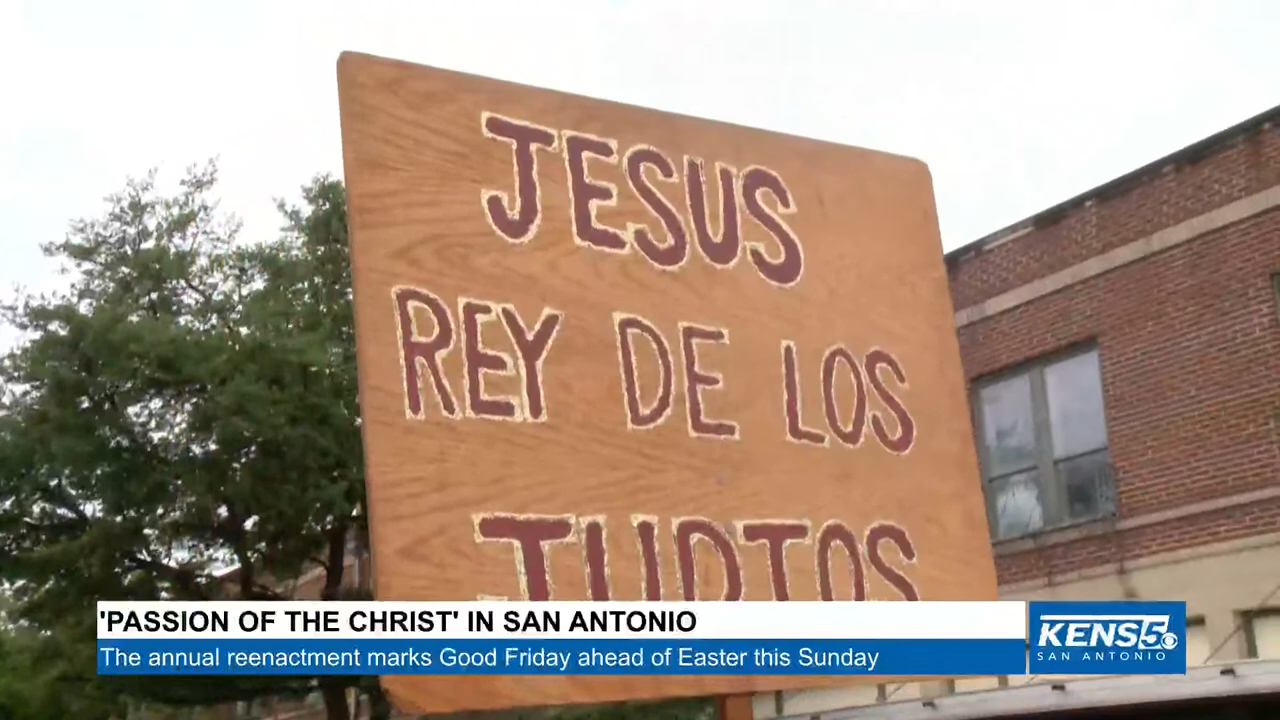 JESUS
REY DE LOS
JUDIOS
'PASSION OF THE CHRIST' IN SAN ANTONIO
The annual reenactment marks Good Friday ahead of Easter this Sunday
KENS5
SAN ANTONIO